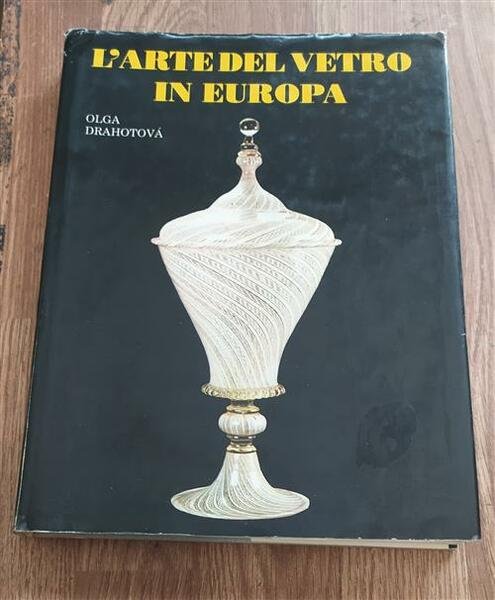 L'ARTE DEL VETRO
IN EUROPA
OLGA
DRAHOTOVÁ